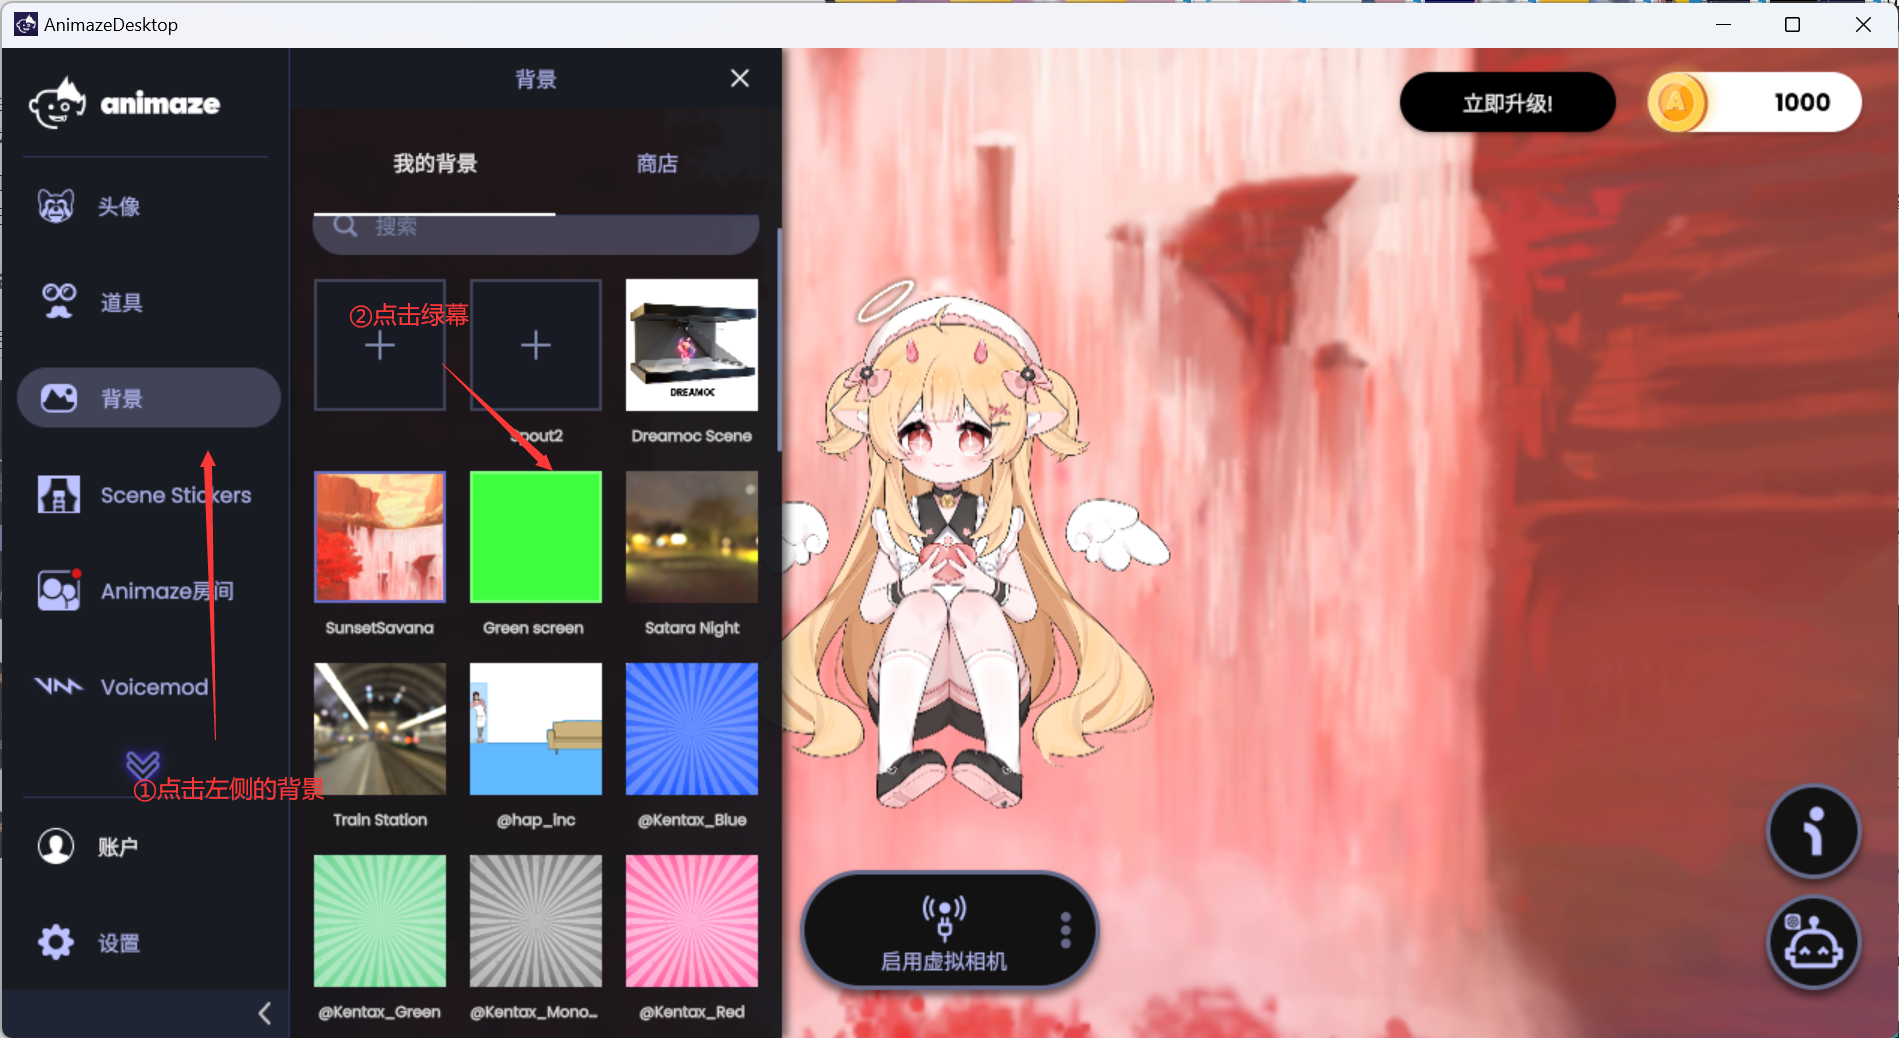 AnimazeDesktop
animaze
背景
立即升级!
1000
我的背景
商店
头像
搜索
道具
②点击绿幕
DREAMOC
背景
Spout2
Dreamoc Scene
Scene Stickers
Animaze房间
SunsetSavana
Green screen
Satara Night
Voicemod
①点击左侧的背景
Train Station
@hap_inc
@Kentax_Blue
账户
设置
启用虚拟相机
@Kentax_Green
@Kentax_Mono...
@Kentax_Red